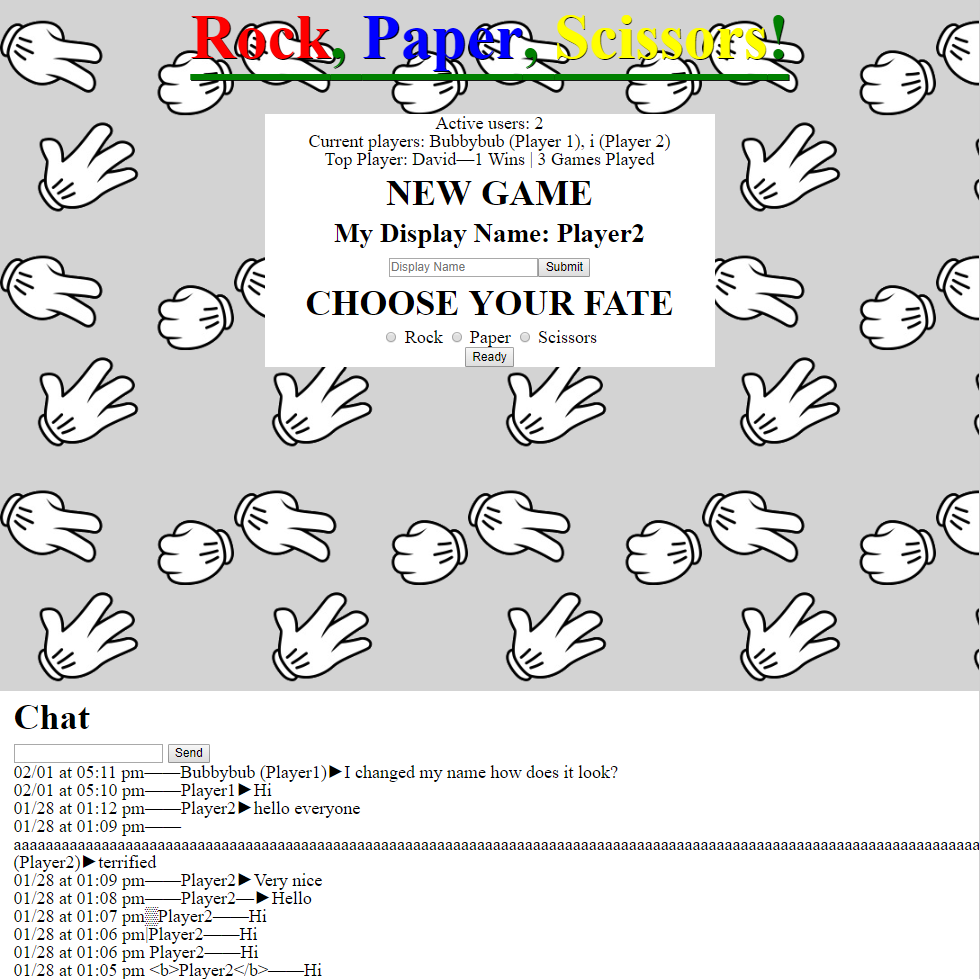 Rock, Paper, Scissors!
Active users: 2
Current players: Bubbybub (Player 1), i (Player 2)
Top Player: David—1 Wins | 3 Games Played
NEW GAME
My Display Name: Player2
Display Name Submit
CHOOSE YOUR FATE
Rock Paper Scissors
Ready
Chat
Send
02/01 at 05:11 pm——Bubbybub (Player1)►I changed my name how does it look?
02/01 at 05:10 pm——Player1►Hi
01/28 at 01:12 pm——Player2►hello everyone
01/28 at 01:09 pm——
aaaaaaaaaaaaaaaaaaaaaaaaaaaaaaaaaaaaaaaaaaaaaaaaaaaaaaaaaaaaaaaaaaaaaaaaaaaaaaaaaaaaaaaaaaaaaaaaaaaaaaaaaaaaaaaaaaaaaaaaaaaa
(Player2)►terrified
01/28 at 01:09 pm——Player2►Very nice
01/28 at 01:08 pm——Player2—►Hello
01/28 at 01:07 pm▒Player2——Hi
01/28 at 01:06 pm|Player2——Hi
01/28 at 01:06 pm Player2——Hi
01/28 at 01:05 pm <b>Player2</b>——Hi